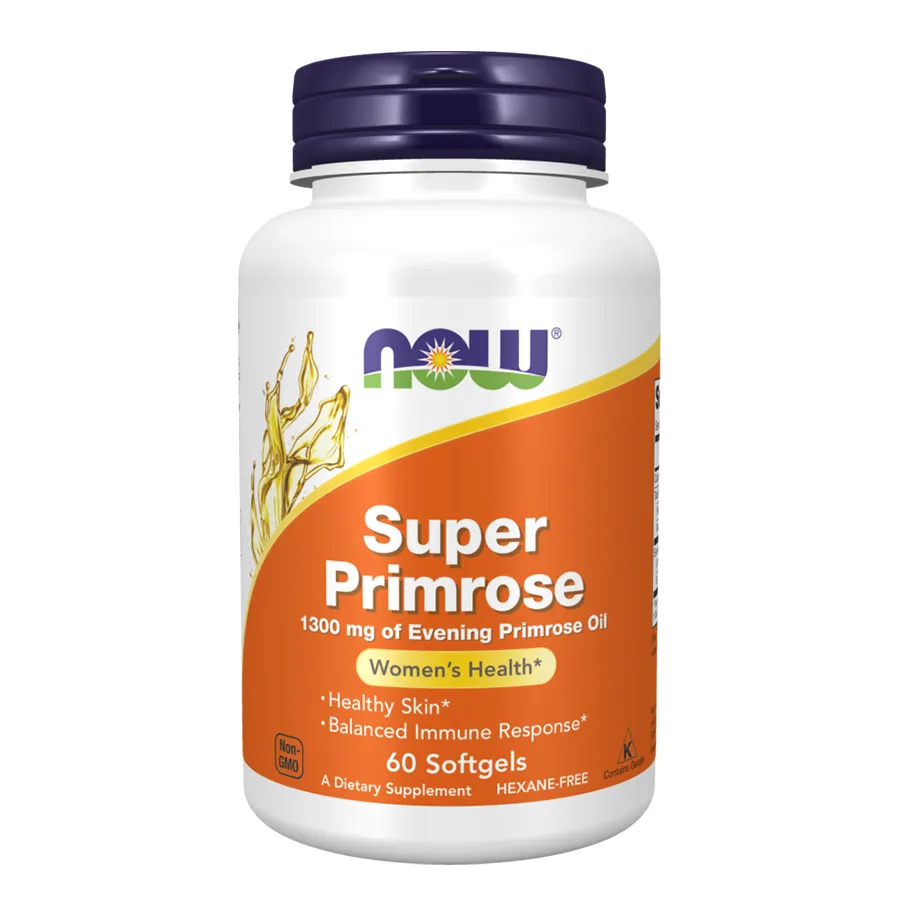 NOW®
Super
Primrose
1300 mg of Evening Primrose Oil
Women's Health*
• Healthy Skin*
• Balanced Immune Response*
60 Softgels
Non-
GMO
K
Contains Gelatin
A Dietary Supplement HEXANE-FREE